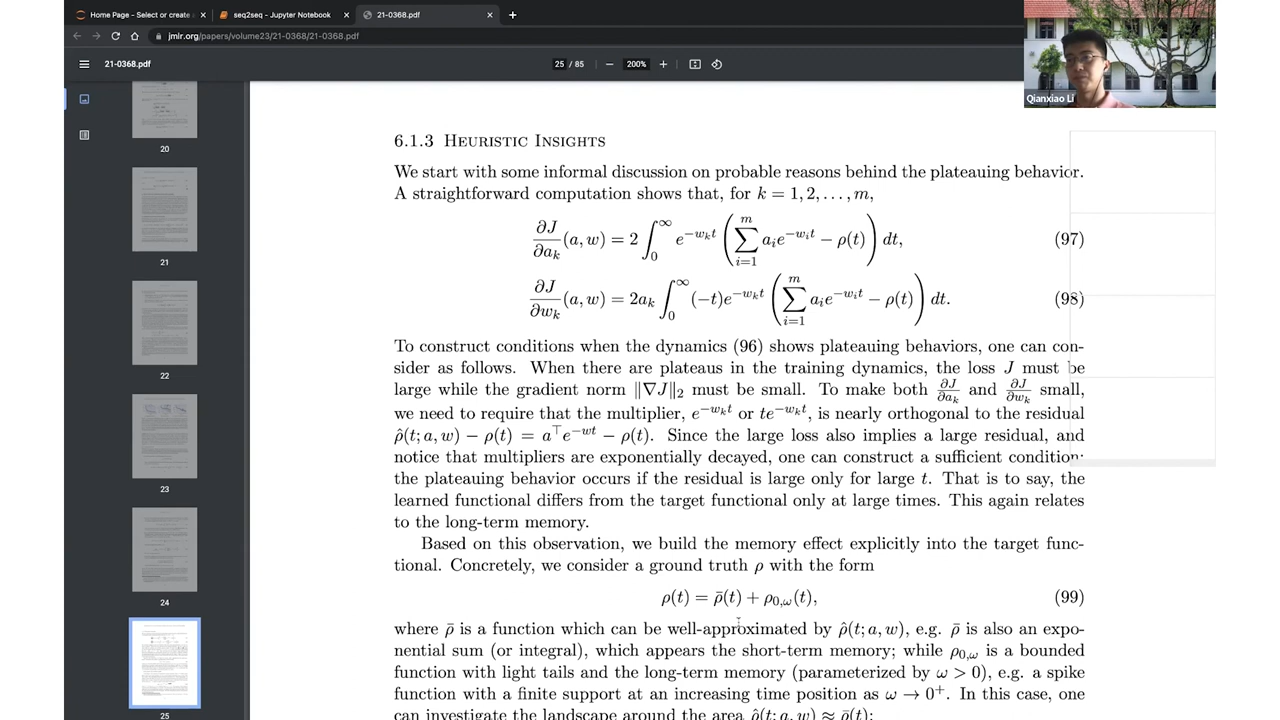 Home Page - Select or create
seq2seq - Jupyter Notebook
21-0368.pdf
jmlr.org/papers/volume23/21-0368/21-0368.pdf
21-0368.pdf
25 / 85
200%
Qianxiao Li
20
21
22
23
24
25
6.1.3 HEURISTIC INSIGHTS
We start with some informal discussion on probable reasons behind the plateauing behavior.
A straightforward computation shows that, for k = 1, 2, . . . , m,
∂J/∂a_k (a, w) = 2 ∫_0^∞ e^{−w_k t} ( ∑_{i=1}^m a_i e^{−w_i t} − ρ(t) ) dt, (97)
∂J/∂w_k (a, w) = 2a_k ∫_0^∞ (−t)e^{−w_k t} ( ∑_{i=1}^m a_i e^{−w_i t} − ρ(t) ) dt. (98)
To construct conditions when the dynamics (96) shows plateauing behaviors, one can con-
sider as follows. When there are plateaus in the training dynamics, the loss J must be
large while the gradient norm ‖∇J‖_2 must be small. To make both ∂J/∂a_k and ∂J/∂w_k small,
we need to require that the multiplier, e^{−w_k t} or te^{−w_k t}, is nearly orthogonal to the residual
ρ̂(t; a, w) − ρ(t) = a^⊤ e^{−wt} − ρ(t). Since the large loss also implies a large residual, and
notice that multipliers are exponentially decayed, one can construct a sufficient condition:
the plateauing behavior occurs if the residual is large only for large t. That is to say, the
learned functional differs from the target functional only at large times. This again relates
to the long-term memory.
Based on this observation, we build the memory effect explicitly into the target func-
tional. Concretely, we consider a ground truth ρ with the form
ρ(t) = ρ̄(t) + ρ_{0,ω}(t), (99)
where ρ̄ is a function which can be well-approximated by ρ̂(t; a, w), e.g. ρ̄ is also an expo-
nential sum (or integral), which appears the short-term memory; while ρ_{0,ω} is a bounded
function with right tails for the long-term memory (parameterized by ω > 0), e.g. a spike
function with a finite support at an increasing time position as ω → 0^+. In this case, one
can investigate the landscape around the area ρ̂(t; a, w) ≈ ρ̄(t):